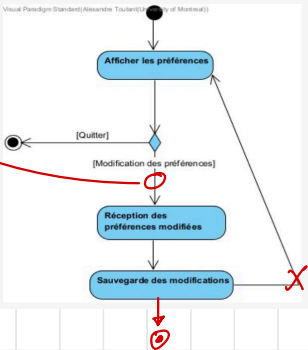 Visual Paradigm Standard(Alexandre Toutant(University of Montreal))
Afficher les préférences
[Quitter]
[Modification des préférences]
Réception des
préférences modifiées
Sauvegarde des modifications